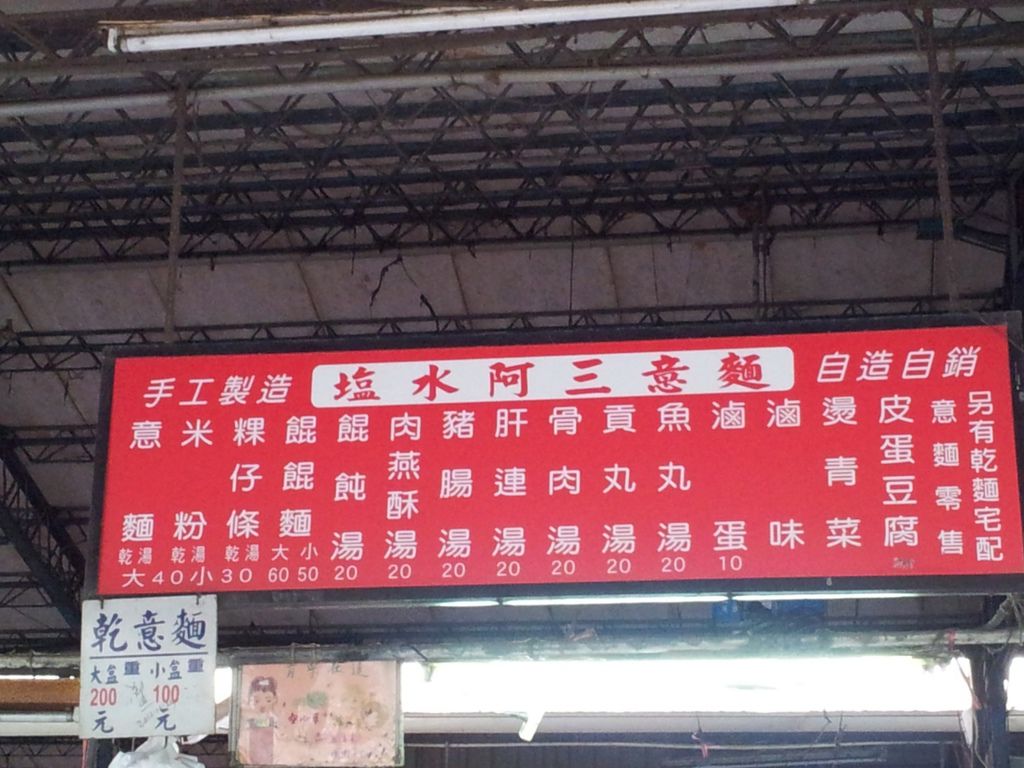 手工製造
塩水阿三意麵
自造自銷
意麵
乾湯
米粉
乾湯
粿仔條
乾湯
大40小30
餛餛麵
大小
60 50
餛飩湯
20
肉燕酥湯
20
豬腸湯
20
肝連湯
20
骨肉湯
20
貢丸湯
20
魚丸湯
20
滷蛋
10
滷味
燙青菜
皮蛋豆腐
意麵零售
另有乾麵宅配
乾意麵
大盒重
200
元
小盒重
100
元